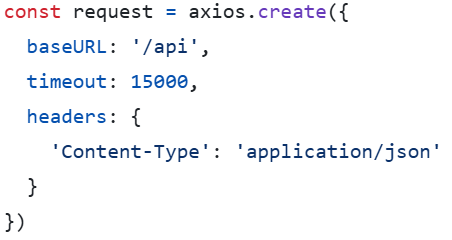 const request = axios.create({
  baseURL: '/api',
  timeout: 15000,
  headers: {
    'Content-Type': 'application/json'
  }
})